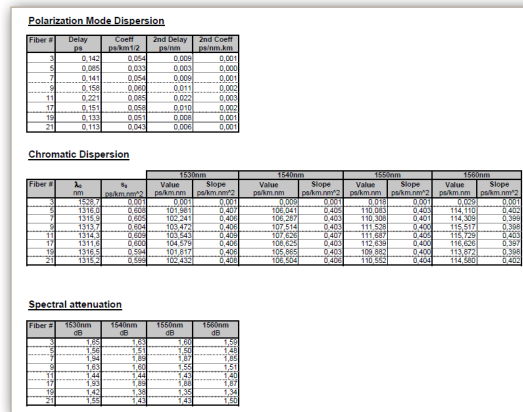 Polarization Mode Dispersion
Fiber # Delay Coeff 2nd Delay 2nd Coeff
ps ps/km1/2 ps/nm ps/nm.km
3 0,142 0,054 0,009 0,001
5 0,085 0,033 0,003 0,000
7 0,141 0,054 0,009 0,001
9 0,158 0,060 0,011 0,002
11 0,221 0,085 0,022 0,003
17 0,151 0,058 0,010 0,002
19 0,133 0,051 0,008 0,001
21 0,113 0,043 0,006 0,001
Chromatic Dispersion
1530nm 1540nm 1550nm 1560nm
Fiber # λ₀ s₀ Value Slope Value Slope Value Slope Value Slope
nm ps/km.nm^2 ps/km.nm ps/km.nm^2 ps/km.nm ps/km.nm^2 ps/km.nm ps/km.nm^2 ps/km.nm ps/km.nm^2
3 1528,7 0,001 0,001 0,001 0,009 0,001 0,018 0,001 0,029 0,001
5 1316,0 0,608 101,981 0,407 106,041 0,405 110,083 0,403 114,110 0,402
7 1315,9 0,605 102,241 0,406 106,287 0,403 110,308 0,401 114,309 0,399
9 1313,7 0,604 103,472 0,406 107,514 0,403 111,528 0,400 115,517 0,398
11 1314,3 0,609 103,543 0,409 107,626 0,407 111,687 0,405 115,729 0,403
17 1311,6 0,600 104,579 0,406 108,625 0,403 112,639 0,400 116,626 0,397
19 1316,5 0,594 101,817 0,406 105,865 0,403 109,882 0,400 113,872 0,398
21 1315,2 0,599 102,432 0,408 106,504 0,406 110,552 0,404 114,580 0,402
Spectral attenuation
Fiber # 1530nm 1540nm 1550nm 1560nm
dB dB dB dB
3 1,65 1,63 1,60 1,59
5 1,56 1,51 1,50 1,48
7 1,94 1,89 1,87 1,85
9 1,63 1,60 1,55 1,51
11 1,44 1,44 1,43 1,40
17 1,93 1,89 1,88 1,87
19 1,42 1,38 1,35 1,34
21 1,55 1,43 1,43 1,50